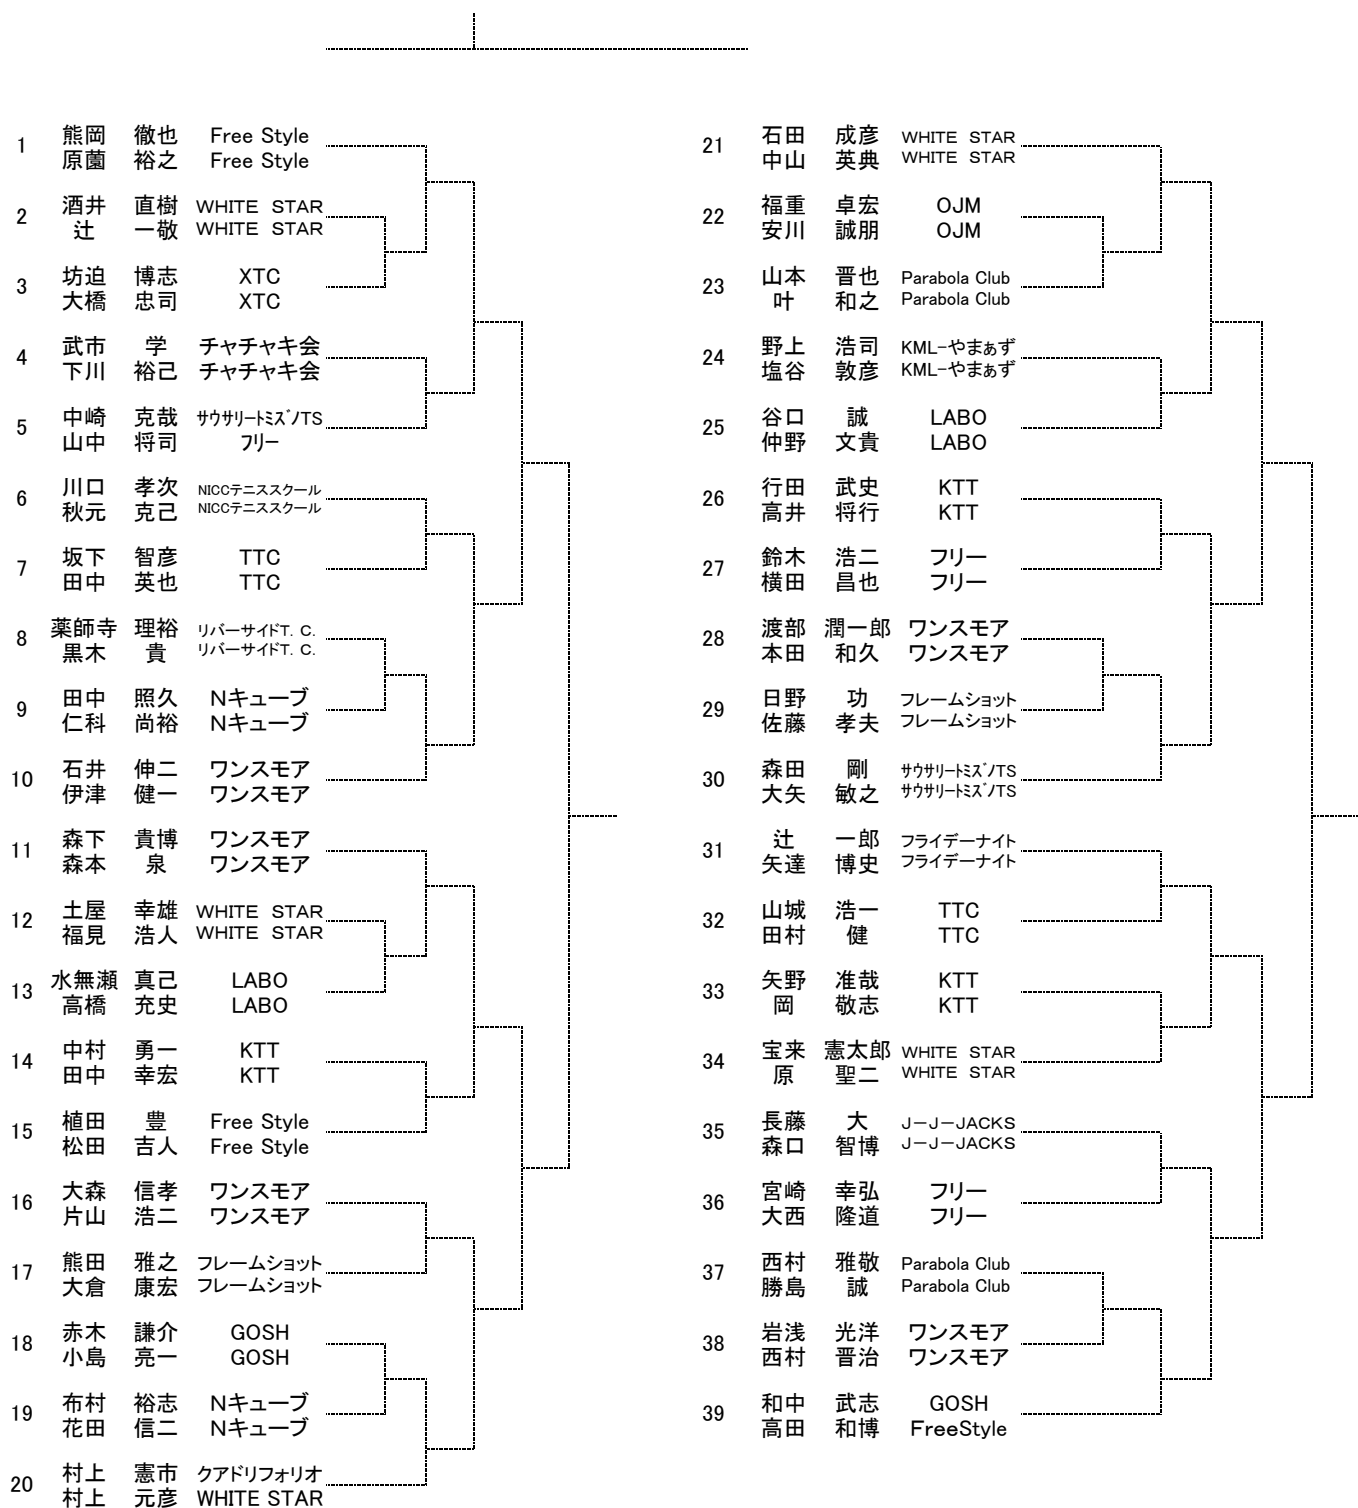 1
熊岡 徹也 Free Style
原薗 裕之 Free Style
2
酒井 直樹 WHITE STAR
辻 一敬 WHITE STAR
3
坊迫 博志 XTC
大橋 忠司 XTC
4
武市 学 チャチャキ会
下川 裕己 チャチャキ会
5
中崎 克哉 サウサリートミズノTS
山中 将司 フリー
6
川口 孝次 NICCテニススクール
秋元 克己 NICCテニススクール
7
坂下 智彦 TTC
田中 英也 TTC
8
薬師寺 理裕 リバーサイドT. C.
黒木 貴 リバーサイドT. C.
9
田中 照久 Nキューブ
仁科 尚裕 Nキューブ
10
石井 伸二 ワンスモア
伊津 健一 ワンスモア
11
森下 貴博 ワンスモア
森本 泉 ワンスモア
12
土屋 幸雄 WHITE STAR
福見 浩人 WHITE STAR
13
水無瀬 真己 LABO
高橋 充史 LABO
14
中村 勇一 KTT
田中 幸宏 KTT
15
植田 豊 Free Style
松田 吉人 Free Style
16
大森 信孝 ワンスモア
片山 浩二 ワンスモア
17
熊田 雅之 フレームショット
大倉 康宏 フレームショット
18
赤木 謙介 GOSH
小島 亮一 GOSH
19
布村 裕志 Nキューブ
花田 信二 Nキューブ
20
村上 憲市 クアドリフォリオ
村上 元彦 WHITE STAR
21
石田 成彦 WHITE STAR
中山 英典 WHITE STAR
22
福重 卓宏 OJM
安川 誠朋 OJM
23
山本 晋也 Parabola Club
叶 和之 Parabola Club
24
野上 浩司 KML-やまぁず
塩谷 敦彦 KML-やまぁず
25
谷口 誠 LABO
仲野 文貴 LABO
26
行田 武史 KTT
高井 将行 KTT
27
鈴木 浩二 フリー
横田 昌也 フリー
28
渡部 潤一郎 ワンスモア
本田 和久 ワンスモア
29
日野 功 フレームショット
佐藤 孝夫 フレームショット
30
森田 剛 サウサリートミズノTS
大矢 敏之 サウサリートミズノTS
31
辻 一郎 フライデーナイト
矢達 博史 フライデーナイト
32
山城 浩一 TTC
田村 健 TTC
33
矢野 准哉 KTT
岡 敬志 KTT
34
宝来 憲太郎 WHITE STAR
原 聖二 WHITE STAR
35
長藤 大 J－J－JACKS
森口 智博 J－J－JACKS
36
宮崎 幸弘 フリー
大西 隆道 フリー
37
西村 雅敬 Parabola Club
勝島 誠 Parabola Club
38
岩浅 光洋 ワンスモア
西村 晋治 ワンスモア
39
和中 武志 GOSH
高田 和博 FreeStyle